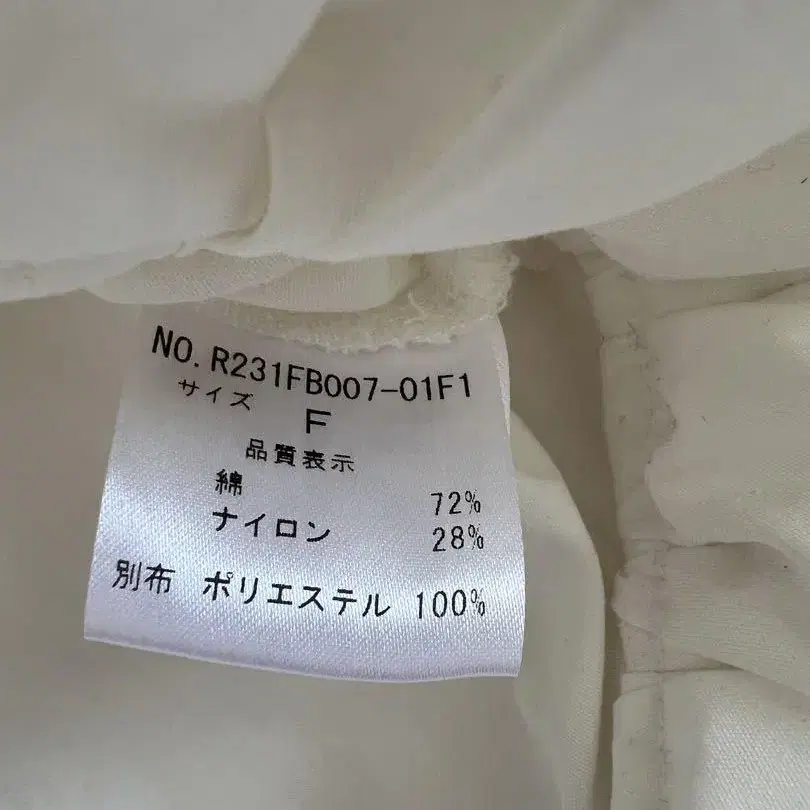 NO. R231FB007-01F1
サイズ F
品質表示
綿 72%
ナイロン 28%
別布 ポリエステル 100%